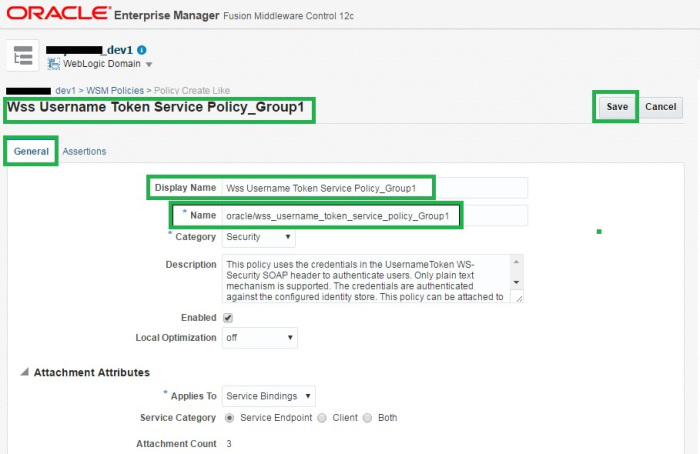 ORACLE Enterprise Manager Fusion Middleware Control 12c
_dev1
WebLogic Domain
dev1 > WSM Policies > Policy Create Like
Wss Username Token Service Policy_Group1
Save Cancel
General Assertions
Display Name Wss Username Token Service Policy_Group1
* Name oracle/wss_username_token_service_policy_Group1
* Category Security
Description This policy uses the credentials in the UsernameToken WS-
Security SOAP header to authenticate users. Only plain text
mechanism is supported. The credentials are authenticated
against the configured identity store. This policy can be attached to
Enabled
Local Optimization off
Attachment Attributes
* Applies To Service Bindings
Service Category Service Endpoint Client Both
Attachment Count 3